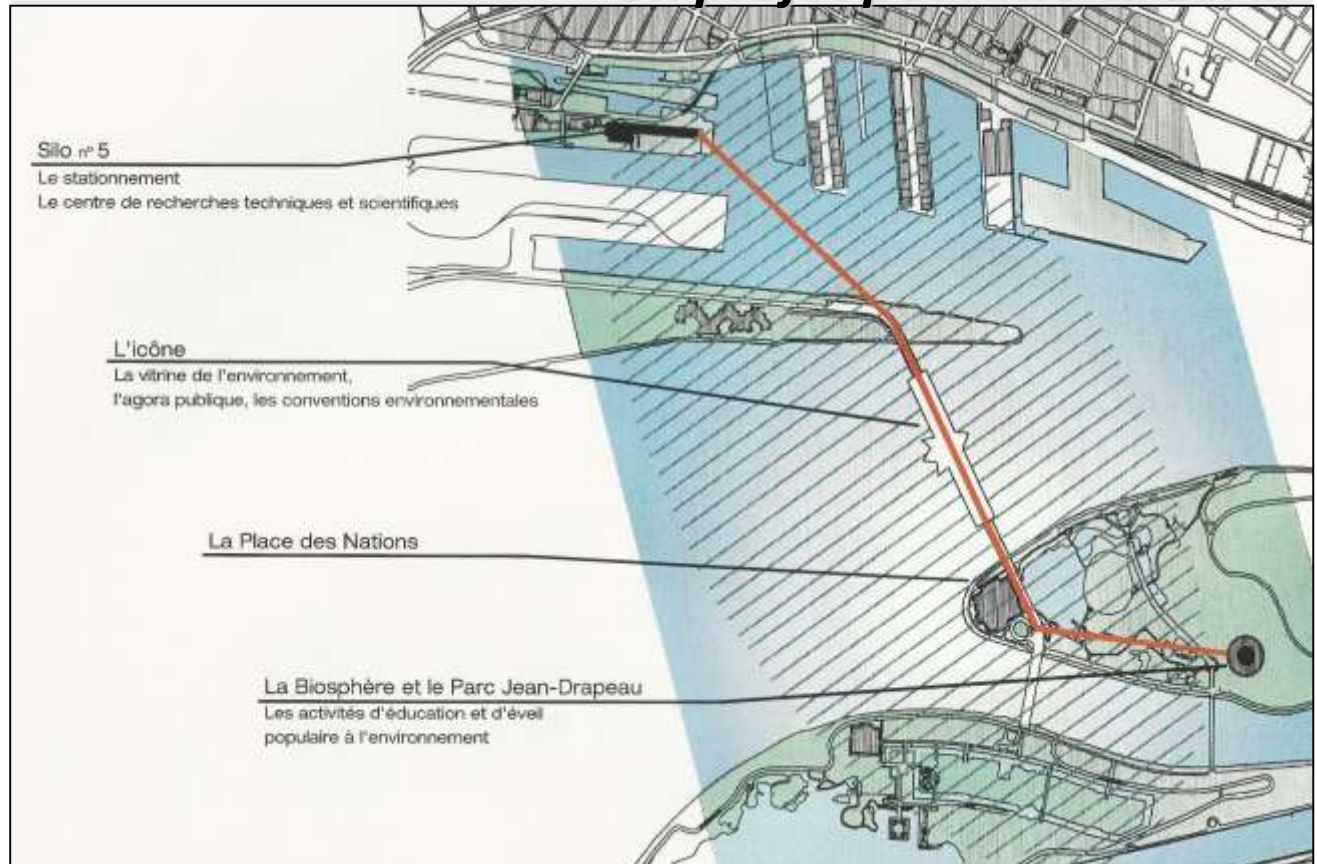 Silo n° 5
Le stationnement
Le centre de recherches techniques et scientifiques
L'icône
La vitrine de l'environnement,
l'agora publique, les conventions environnementales
La Place des Nations
La Biosphère et le Parc Jean-Drapeau
Les activités d'éducation et d'éveil
populaire à l'environnement